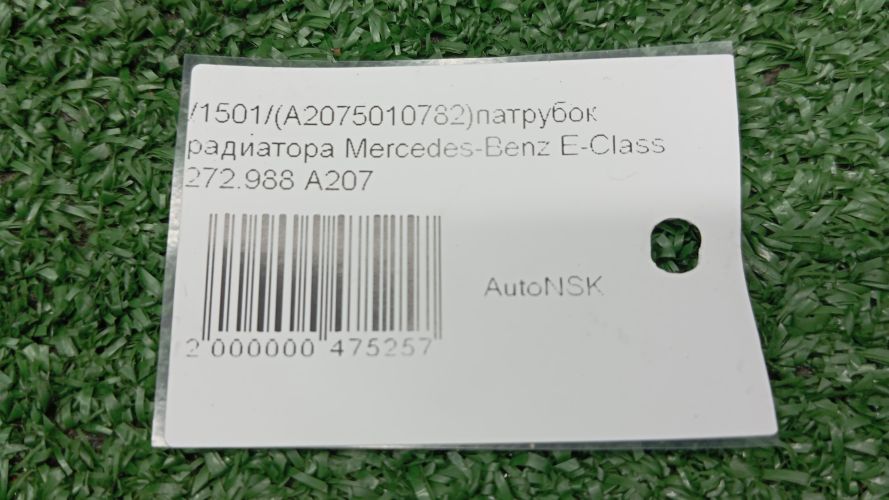 /1501/(A2075010782)патрубок
радиатора Mercedes-Benz E-Class
272.988 A207
AutoNSK
2 000000 475257